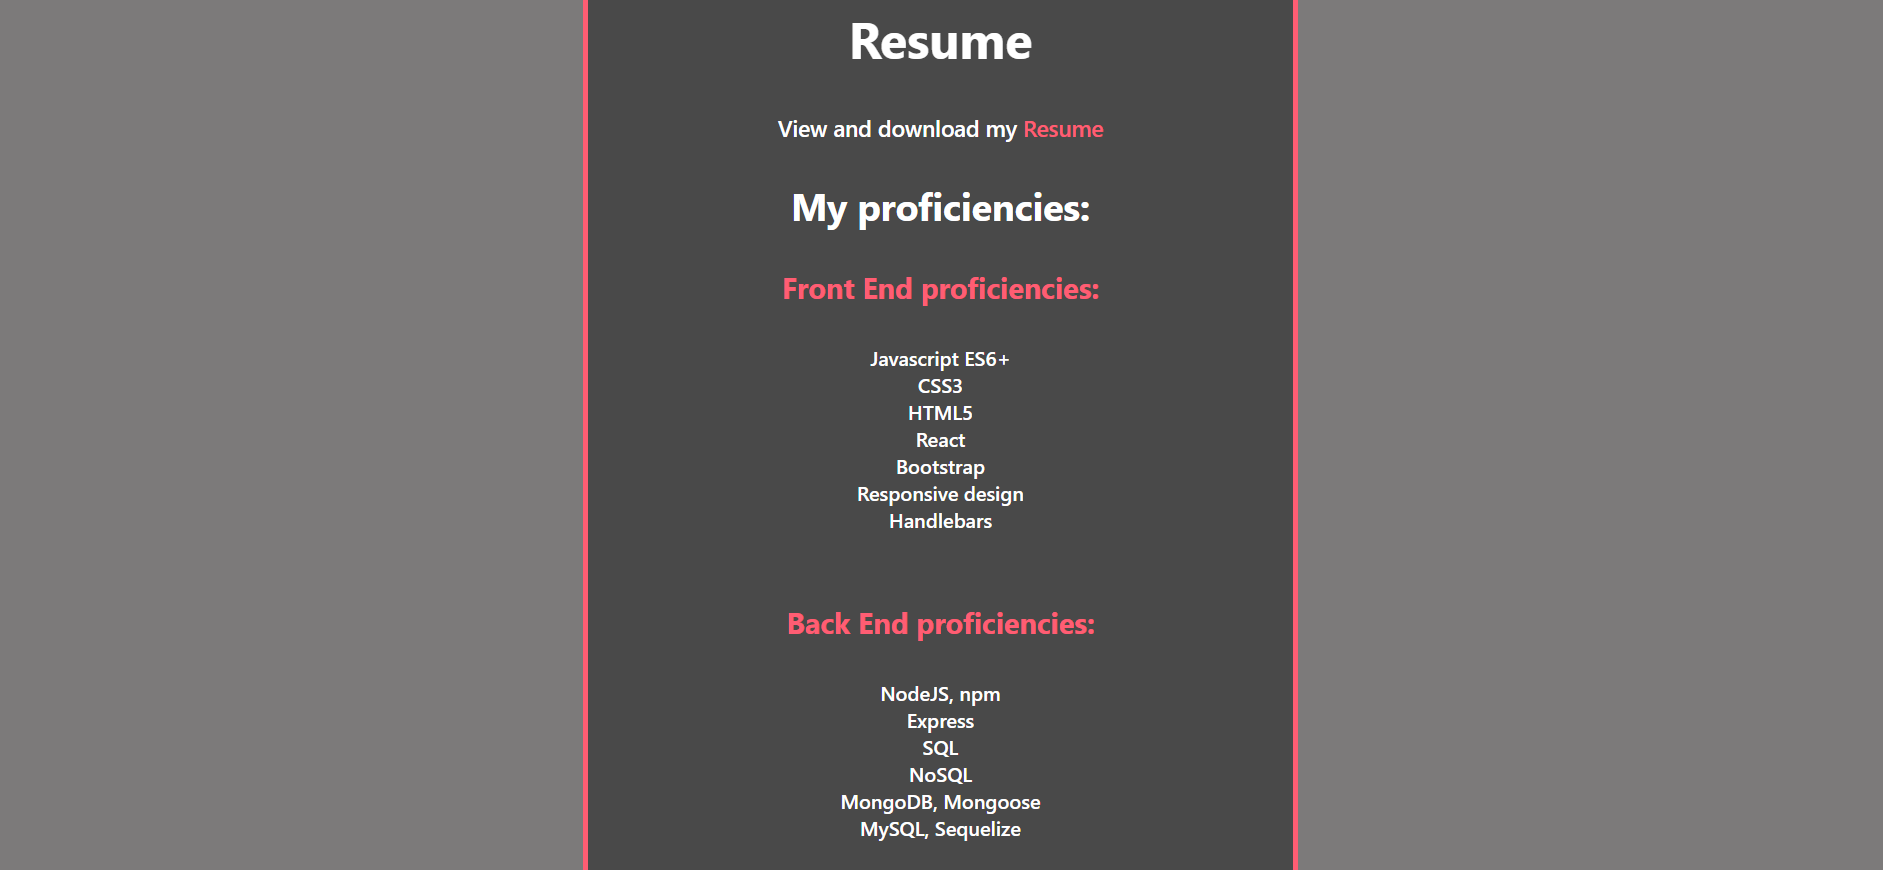 Resume
View and download my Resume
My proficiencies:
Front End proficiencies:
Javascript ES6+
CSS3
HTML5
React
Bootstrap
Responsive design
Handlebars
Back End proficiencies:
NodeJS, npm
Express
SQL
NoSQL
MongoDB, Mongoose
MySQL, Sequelize